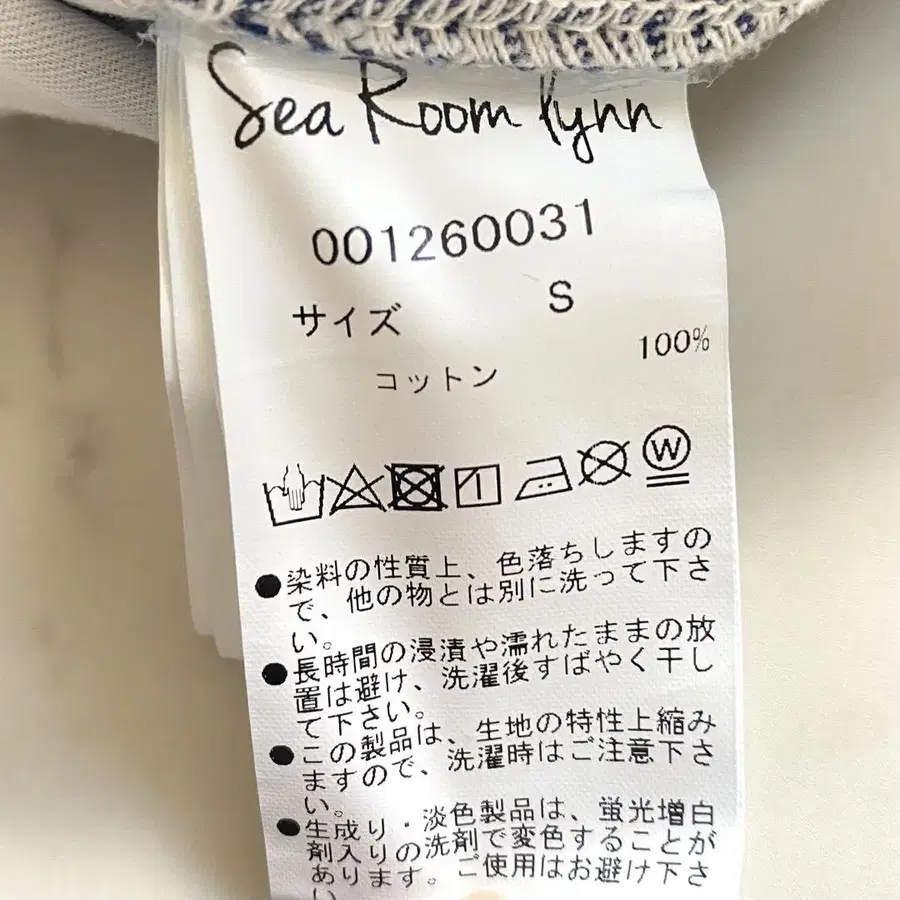 Sea Room lynn
001260031
サイズ S
コットン 100%
W
●染料の性質上、色落ちしますの
で、他の物とは別に洗って下さ
い。
●長時間の浸漬や濡れたままの放
置は避け、洗濯後すばやく干し
て下さい。
●この製品は、生地の特性上縮み
ますので、洗濯時はご注意下さ
い。
●生成り・淡色製品は、蛍光増白
剤入りの洗剤で変色することが
あります。ご使用はお避け下さ
い